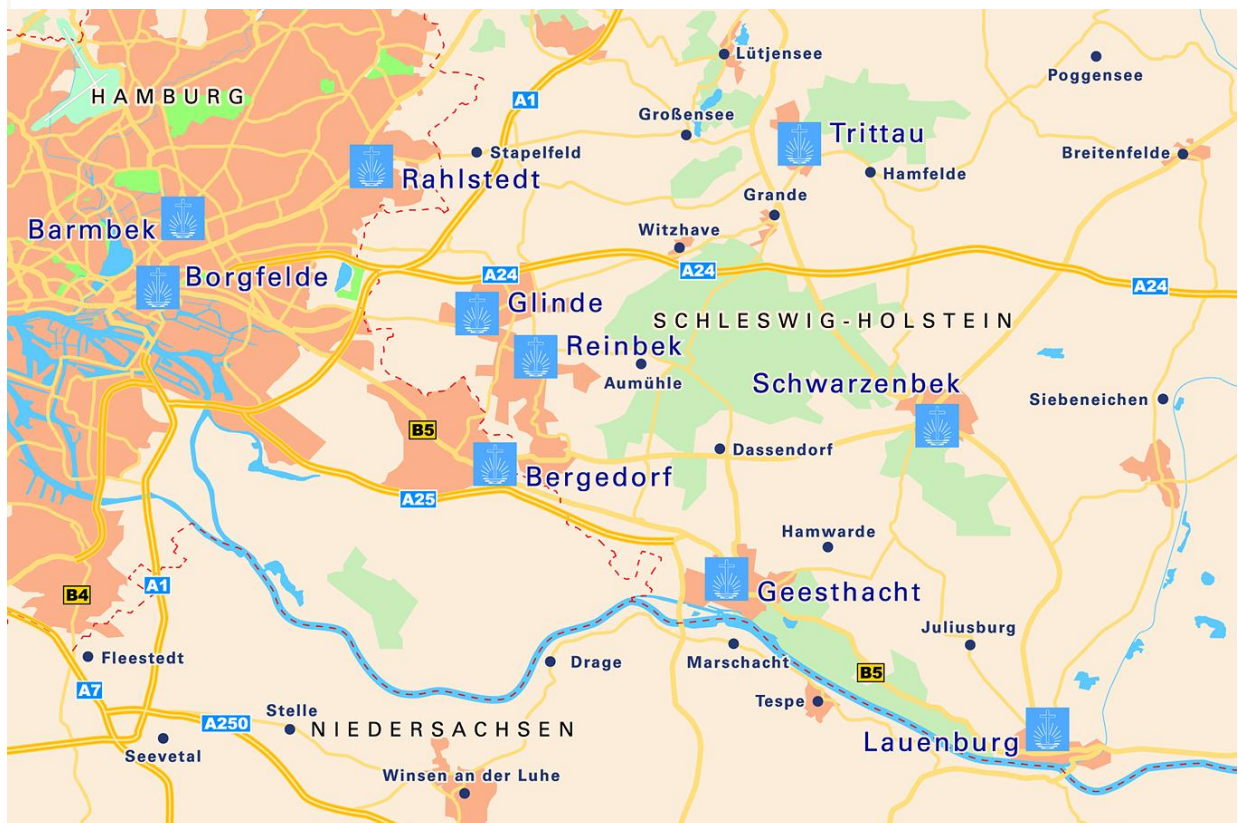 Lütjensee
Poggensee
HAMBURG
A1
Großensee
Trittau
Stapelfeld
Breitenfelde
Rahlstedt
Hamfelde
Grande
Barmbek
Witzhave
Borgfelde
A24
A24
A24
Glinde
SCHLESWIG-HOLSTEIN
Reinbek
Aumühle
Schwarzenbek
Siebeneichen
B5
Dassendorf
Bergedorf
A25
Hamwarde
A1
B4
Geesthacht
Juliusburg
Fleestedt
Drage
Marschacht
B5
A7
Tespe
Stelle
A250
NIEDERSACHSEN
Lauenburg
Seevetal
Winsen an der Luhe